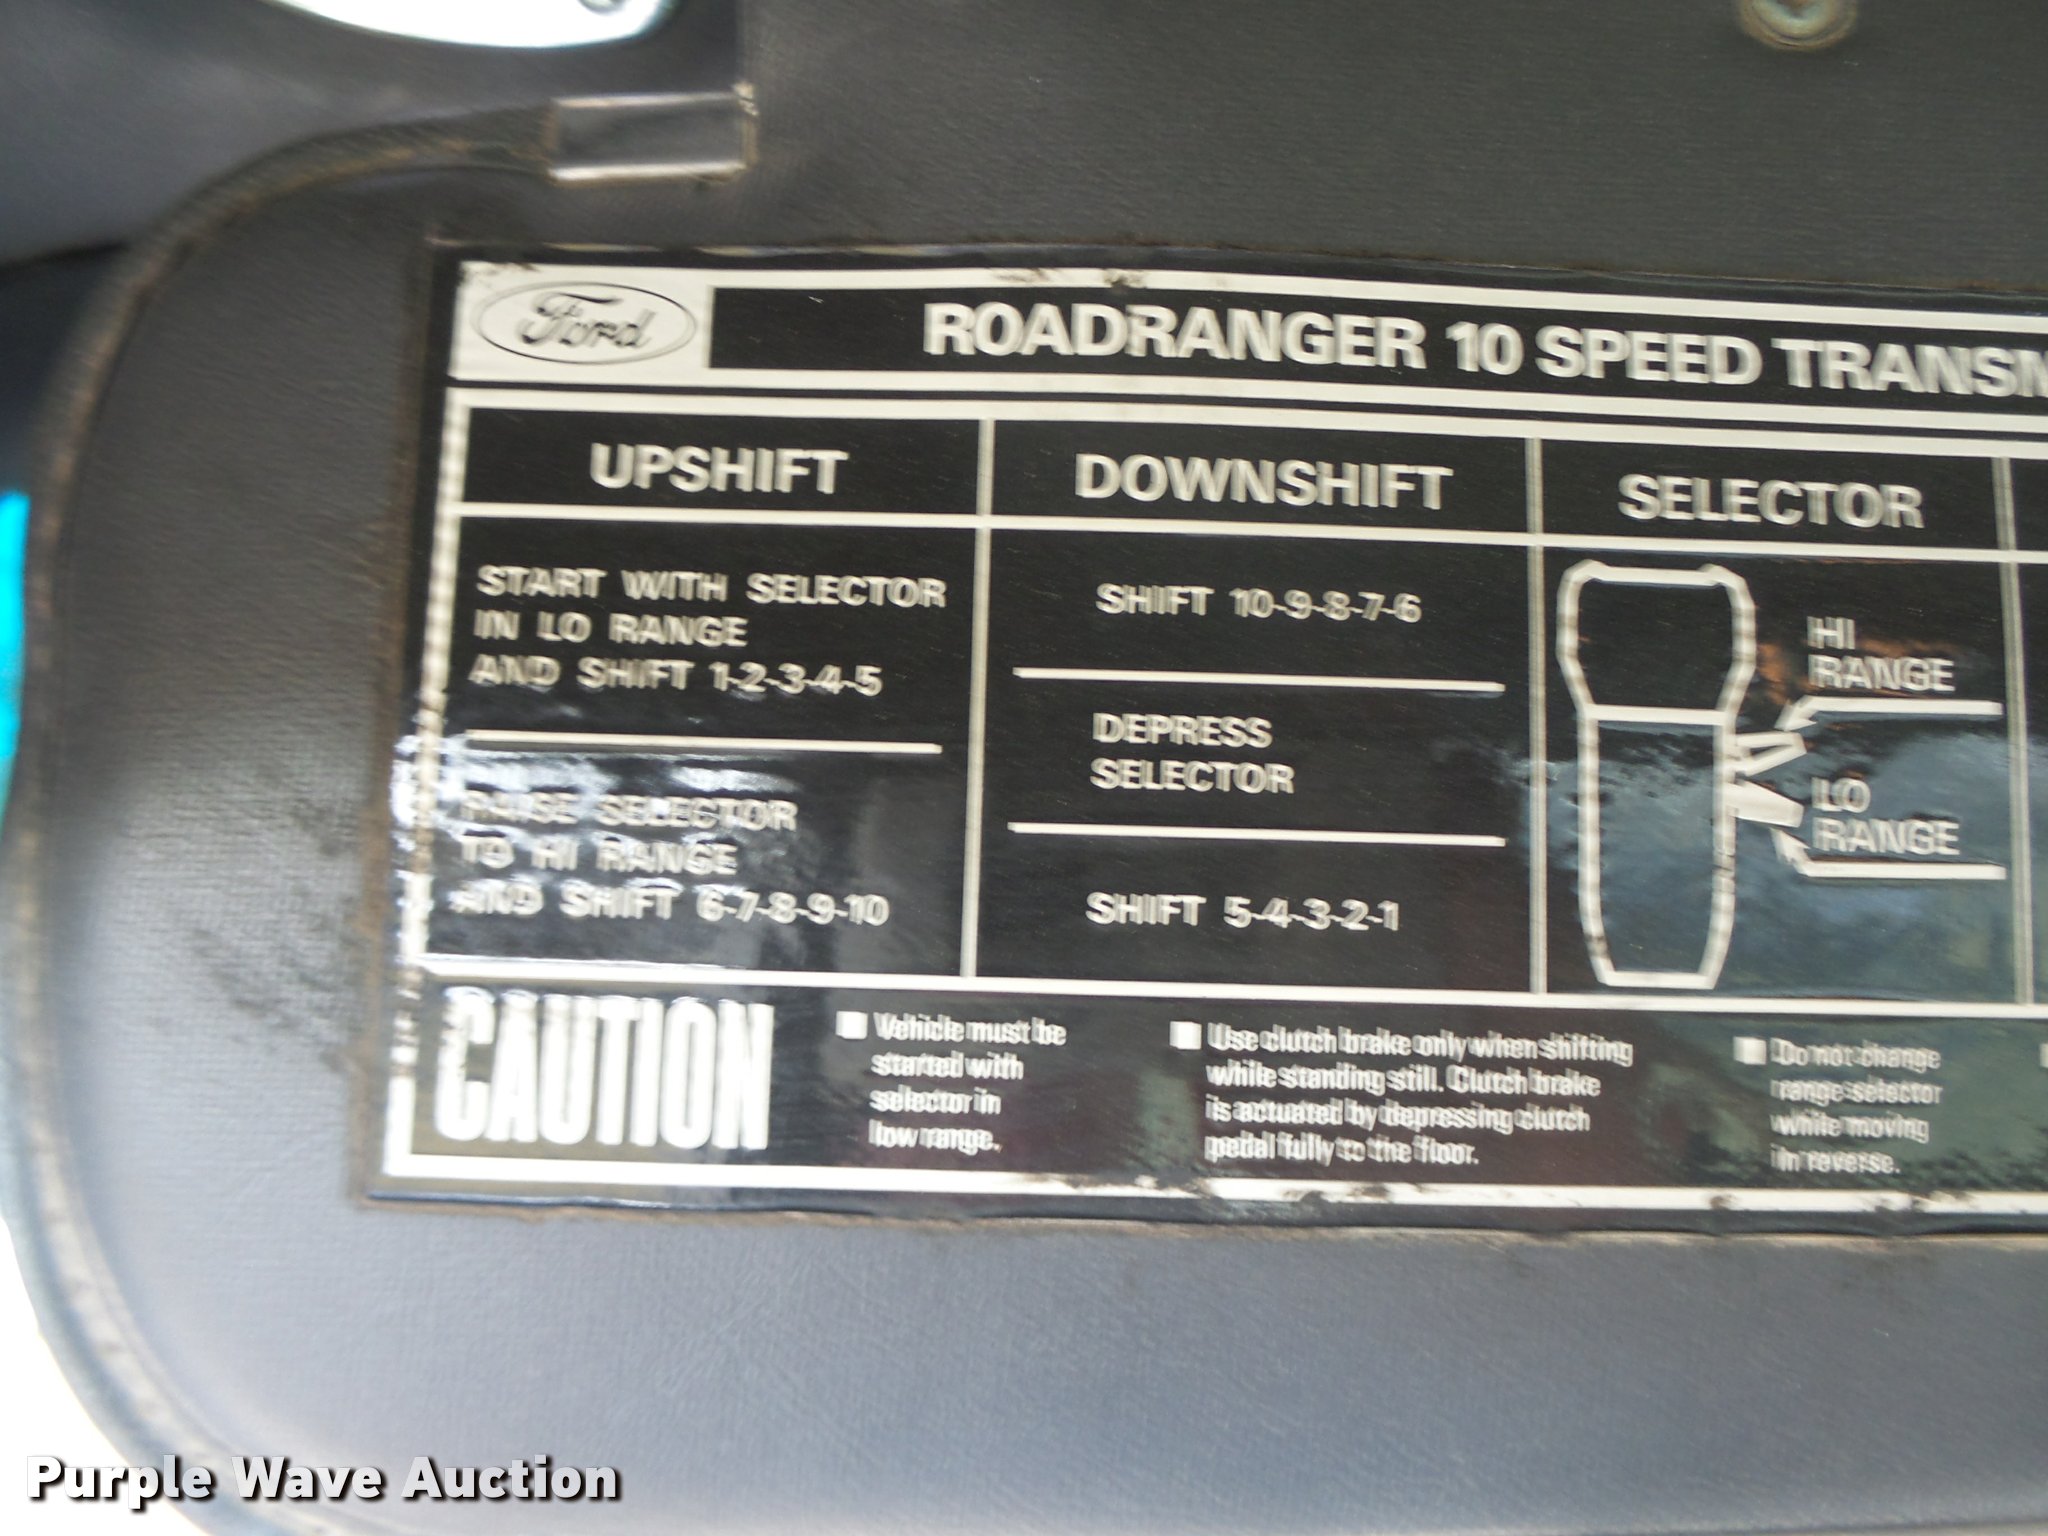 Ford
ROADRANGER 10 SPEED TRANSM
UPSHIFT
START WITH SELECTOR
IN LO RANGE
AND SHIFT 1-2-3-4-5
RAISE SELECTOR
TO HI RANGE
AND SHIFT 6-7-8-9-10
DOWNSHIFT
SHIFT 10-9-8-7-6
DEPRESS
SELECTOR
SHIFT 5-4-3-2-1
SELECTOR
HI
RANGE
LO
RANGE
CAUTION
■ Vehicle must be
started with
selector in
low range.
■ Use clutch brake only when shifting
while standing still. Clutch brake
is actuated by depressing clutch
pedal fully to the floor.
■ Do not change
range selector
while moving
in reverse.
Purple Wave Auction